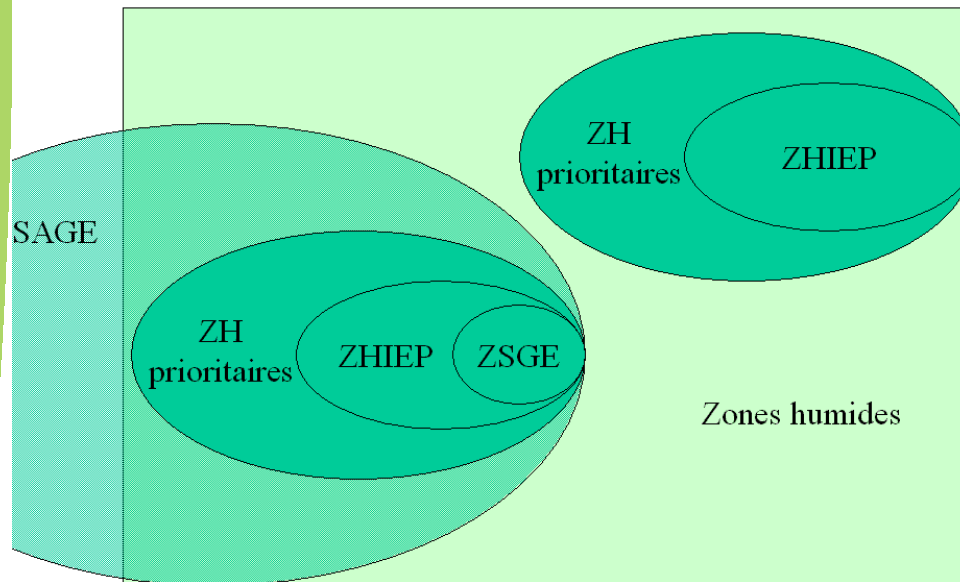 ZH
prioritaires
ZHIEP
SAGE
ZH
prioritaires
ZHIEP
ZSGE
Zones humides